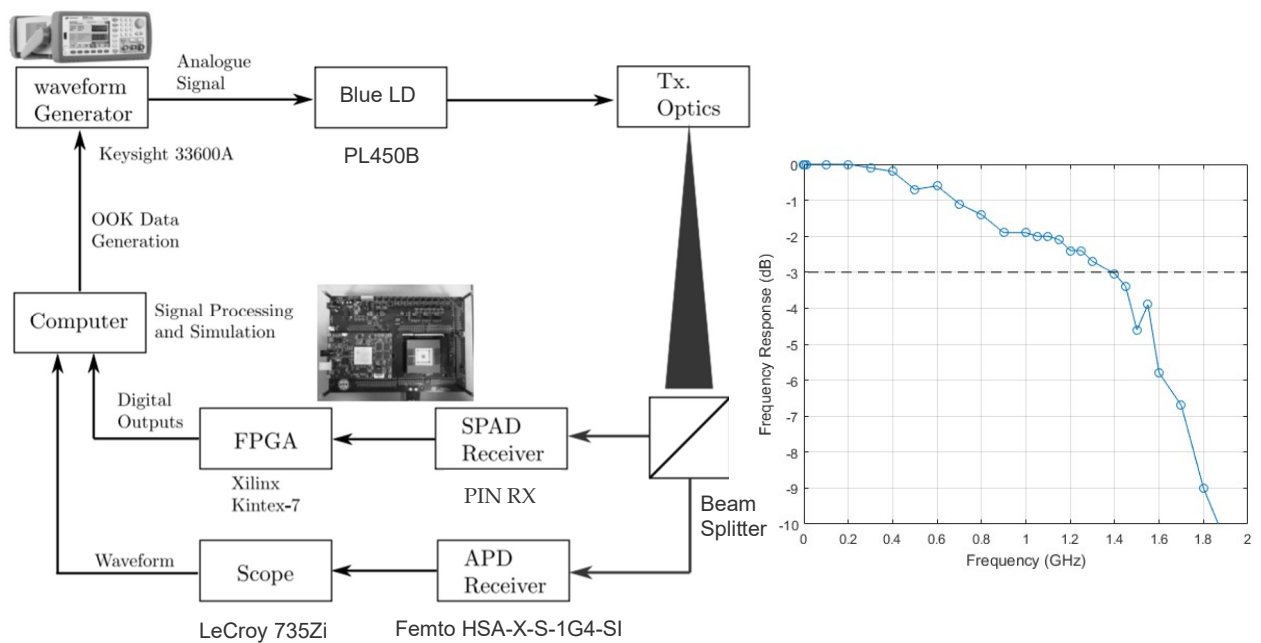 waveform
Generator
Analogue
Signal
Blue LD
Tx.
Optics
Keysight 33600A
PL450B
OOK Data
Generation
Computer
Signal Processing
and Simulation
Digital
Outputs
FPGA
SPAD
Receiver
Xilinx
Kintex-7
PIN RX
Beam
Splitter
Waveform
Scope
APD
Receiver
LeCroy 735Zi
Femto HSA-X-S-1G4-SI
Frequency Response (dB)
0
-1
-2
-3
-4
-5
-6
-7
-8
-9
-10
0 0.2 0.4 0.6 0.8 1 1.2 1.4 1.6 1.8 2
Frequency (GHz)